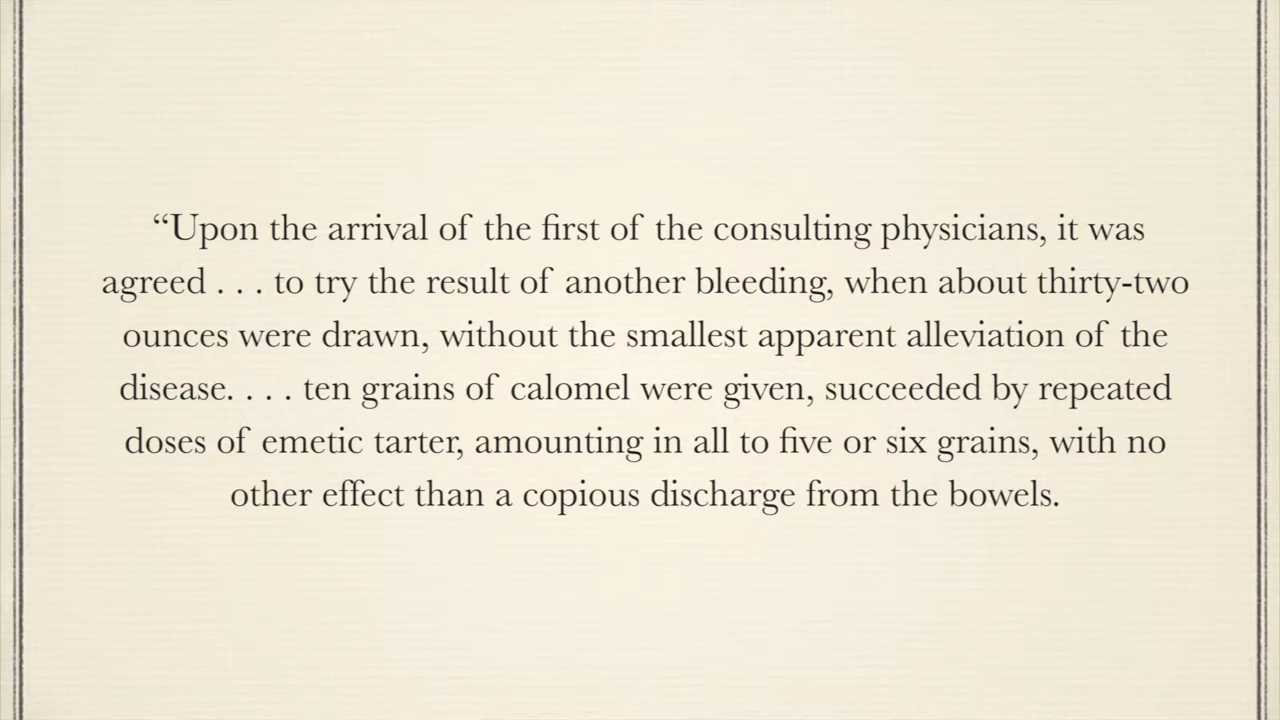 “Upon the arrival of the first of the consulting physicians, it was
agreed . . . to try the result of another bleeding, when about thirty-two
ounces were drawn, without the smallest apparent alleviation of the
disease. . . . ten grains of calomel were given, succeeded by repeated
doses of emetic tarter, amounting in all to five or six grains, with no
other effect than a copious discharge from the bowels.